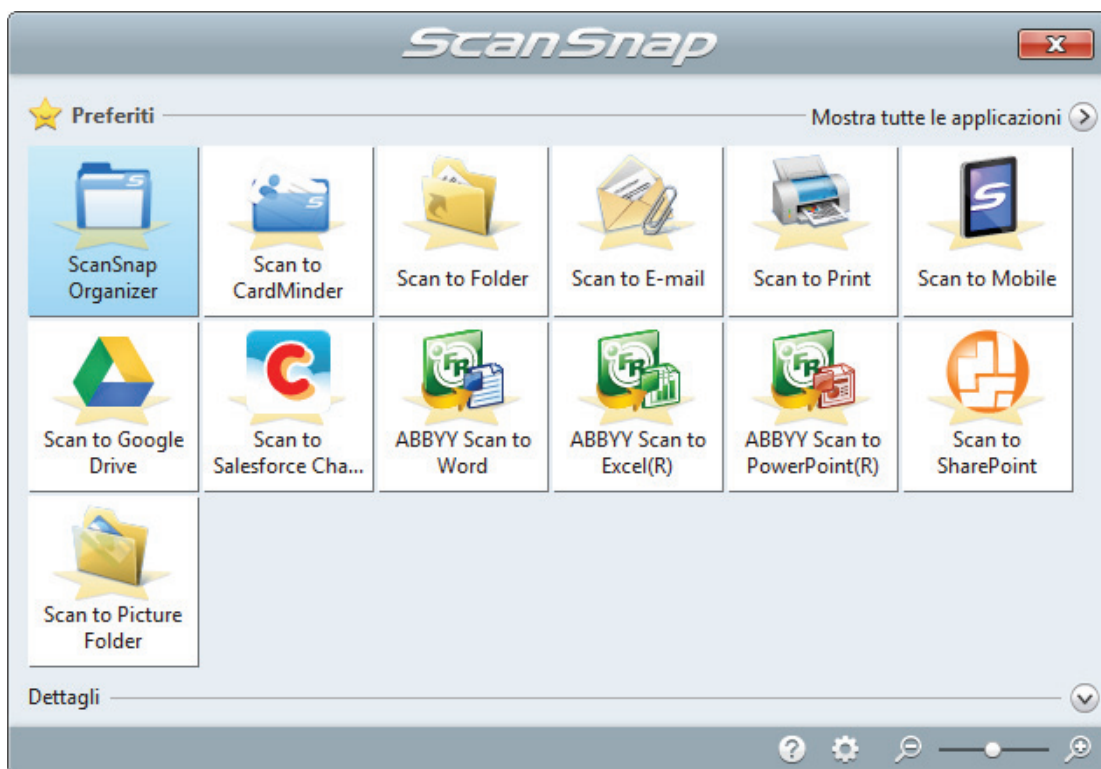 ScanSnap
Preferiti
Mostra tutte le applicazioni
ScanSnap
Organizer
Scan to
CardMinder
Scan to Folder
Scan to E-mail
Scan to Print
Scan to Mobile
Scan to Google
Drive
Scan to
Salesforce Cha...
ABBYY Scan to
Word
ABBYY Scan to
Excel(R)
ABBYY Scan to
PowerPoint(R)
Scan to
SharePoint
Scan to Picture
Folder
Dettagli